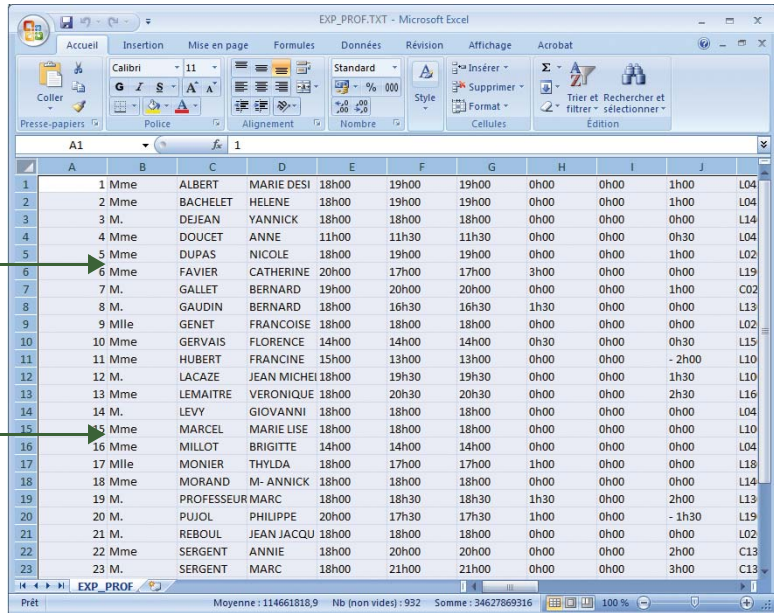 EXP_PROF.TXT - Microsoft Excel
Accueil Insertion Mise en page Formules Données Révision Affichage Acrobat
Coller
Presse-papiers
Calibri 11
G I S A A
A
Police
Alignement
Standard
% 000
,00 ,0
Nombre
A
Style
Insérer
Supprimer
Format
Cellules
Σ
Trier et filtrer
Rechercher et sélectionner
Édition
A1 fx 1
A B C D E F G H I J
1 1 Mme ALBERT MARIE DESI 18h00 19h00 19h00 0h00 0h00 1h00 L04
2 2 Mme BACHELET HELENE 18h00 19h00 19h00 0h00 0h00 1h00 L04
3 3 M. DEJEAN YANNICK 18h00 18h00 18h00 0h00 0h00 0h00 L14
4 4 Mme DOUCET ANNE 11h00 11h30 11h30 0h00 0h00 0h30 L04
5 5 Mme DUPAS NICOLE 18h00 19h00 19h00 0h00 0h00 1h00 L02
6 6 Mme FAVIER CATHERINE 20h00 17h00 17h00 3h00 0h00 0h00 L19
7 7 M. GALLET BERNARD 19h00 20h00 20h00 0h00 0h00 1h00 C02
8 8 M. GAUDIN BERNARD 18h00 16h30 16h30 1h30 0h00 0h00 L13
9 9 Mlle GENET FRANCOISE 18h00 18h00 18h00 0h00 0h00 0h00 L02
10 10 Mme GERVAIS FLORENCE 14h00 14h00 14h00 0h30 0h00 0h30 L15
11 11 Mme HUBERT FRANCINE 15h00 13h00 13h00 0h00 0h00 - 2h00 L10
12 12 M. LACAZE JEAN MICHEL 18h00 19h30 19h30 0h00 0h00 1h30 L10
13 13 Mme LEMAITRE VERONIQUE 18h00 20h30 20h30 0h00 0h00 2h30 L16
14 14 M. LEVY GIOVANNI 18h00 18h00 18h00 0h00 0h00 0h00 L04
15 15 Mme MARCEL MARIE LISE 18h00 18h00 18h00 0h00 0h00 0h00 L10
16 16 Mme MILLOT BRIGITTE 14h00 14h00 14h00 0h00 0h00 0h00 L04
17 17 Mlle MONIER THYLDA 18h00 17h00 17h00 1h00 0h00 0h00 L18
18 18 Mme MORAND M- ANNICK 18h00 18h00 18h00 0h00 0h00 0h00 L14
19 19 M. PROFESSEUR MARC 18h00 18h30 18h30 1h30 0h00 2h00 L13
20 20 M. PUJOL PHILIPPE 20h00 17h30 17h30 1h00 0h00 - 1h30 L19
21 21 M. REBOUL JEAN JACQU 18h00 18h00 18h00 0h00 0h00 0h00 L02
22 22 Mme SERGENT ANNIE 18h00 20h00 20h00 0h00 0h00 2h00 C13
23 23 M. SERGENT MARC 18h00 21h00 21h00 0h00 0h00 3h00 C13
EXP_PROF
Prêt Moyenne : 114661818,9 Nb (non vides) : 932 Somme : 34627869316 100 %